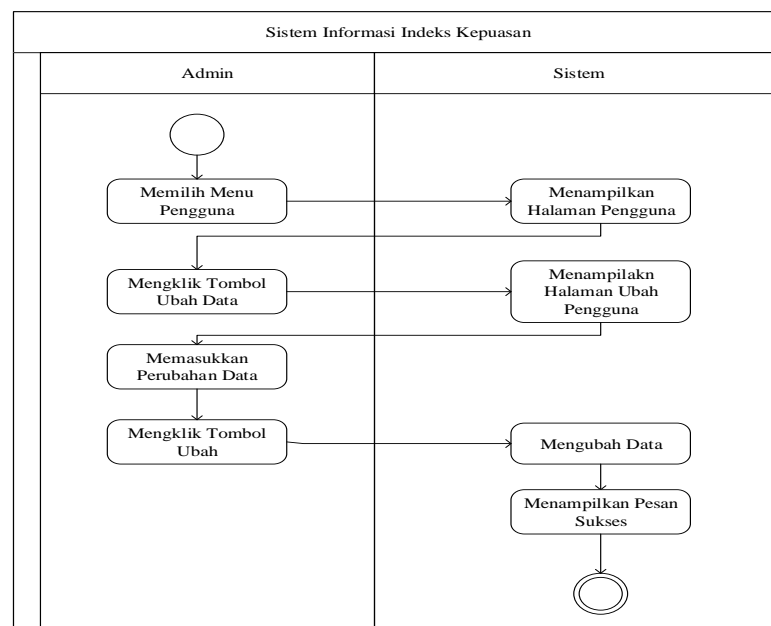 Sistem Informasi Indeks Kepuasan
Admin
Sistem
Memilih Menu
Pengguna
Menampilkan
Halaman Pengguna
Mengklik Tombol
Ubah Data
Menampilakn
Halaman Ubah
Pengguna
Memasukkan
Perubahan Data
Mengklik Tombol
Ubah
Mengubah Data
Menampilkan Pesan
Sukses